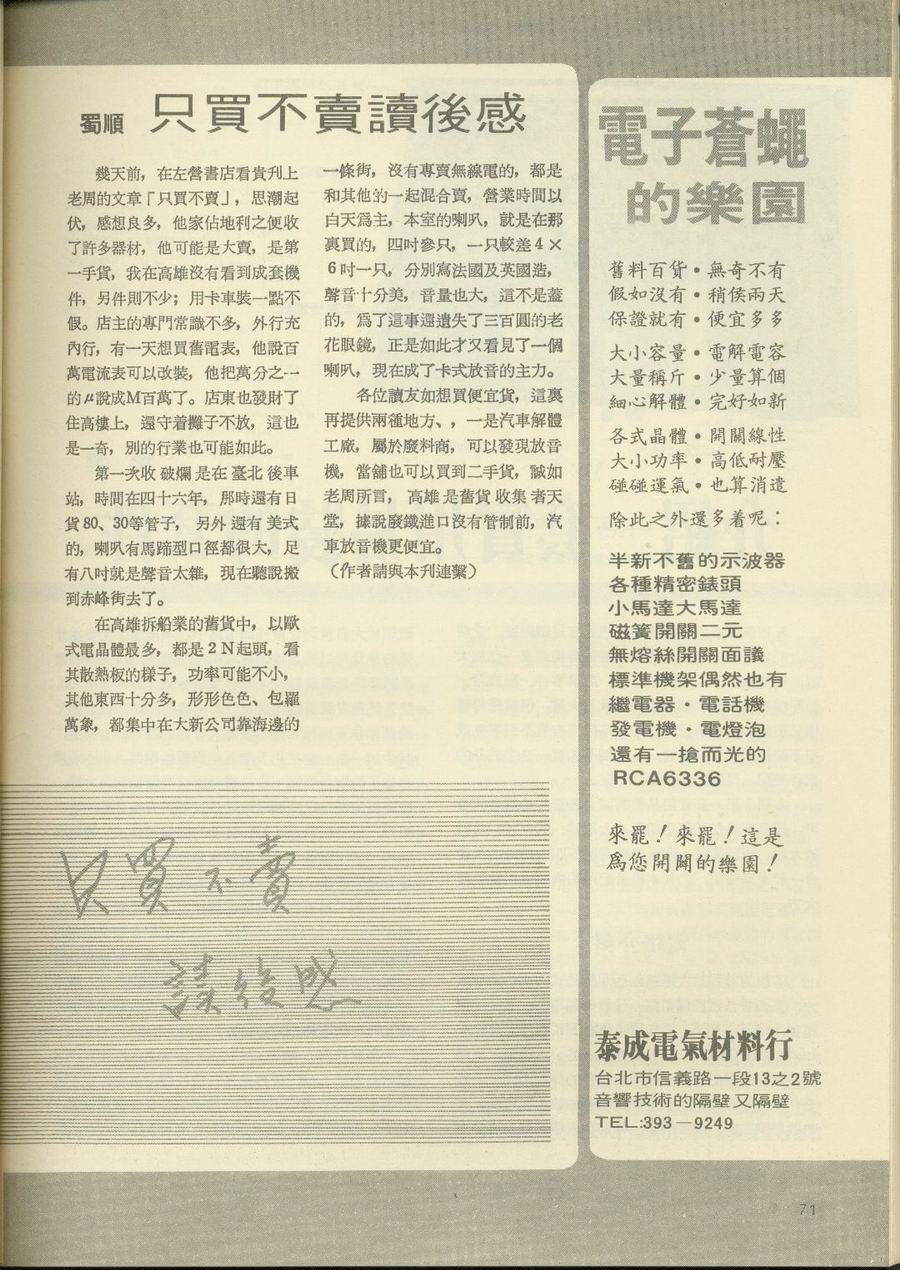 蜀順 只買不賣讀後感
幾天前，在左營書店看貴刋上
老周的文章「只買不賣」，思潮起
伏，感想良多，他家佔地利之便收
了許多器材，他可能是大賣，是第
一手貨，我在高雄沒有看到成套機
件，另件則不少；用卡車裝一點不
假。店主的專門常識不多，外行充
內行，有一天想買舊電表，他說百
萬電流表可以改裝，他把萬分之一
的μ說成M百萬了。店東也發財了
住高樓上，還守着攤子不放，這也
是一奇，別的行業也可能如此。
第一次收破爛是在臺北後車
站，時間在四十六年，那時還有日
貨80、30等管子，另外還有美式
的，喇叭有馬蹄型口徑都很大，足
有八吋就是聲音太雜，現在聽說搬
到赤峰街去了。
在高雄拆船業的舊貨中，以歐
式電晶體最多，都是2N起頭，看
其散熱板的樣子，功率可能不小，
其他東西十分多，形形色色、包羅
萬象，都集中在大新公司靠海邊的
一條街，沒有專賣無線電的，都是
和其他的一起混合賣，營業時間以
白天爲主，本室的喇叭，就是在那
裏買的，四吋參只，一只較差4×
6吋一只，分別寫法國及英國造，
聲音十分美，音量也大，這不是蓋
的，爲了這事還遺失了三百圓的老
花眼鏡，正是如此才又看見了一個
喇叭，現在成了卡式放音的主力。
各位讀友如想買便宜貨，這裏
再提供兩種地方、，一是汽車解體
工廠，屬於廢料商，可以發現放音
機，當舖也可以買到二手貨，誠如
老周所言，高雄是舊貨收集者天
堂，據說廢鐵進口沒有管制前，汽
車放音機更便宜。
（作者請與本刋連繫）
只買不賣
讀後感
電子蒼蠅
的樂園
舊料百貨•無奇不有
假如沒有•稍侯兩天
保證就有•便宜多多
大小容量•電解電容
大量稱斤•少量算個
細心解體•完好如新
各式晶體•開關線性
大小功率•高低耐壓
碰碰運氣•也算消遣
除此之外還多着呢：
半新不舊的示波器
各種精密錶頭
小馬達大馬達
磁簧開關二元
無熔絲開關面議
標準機架偶然也有
繼電器•電話機
發電機•電燈泡
還有一搶而光的
RCA6336
來罷！來罷！這是
爲您開闢的樂園！
泰成電氣材料行
台北市信義路一段13之2號
音響技術的隔壁又隔壁
TEL:393－9249
71